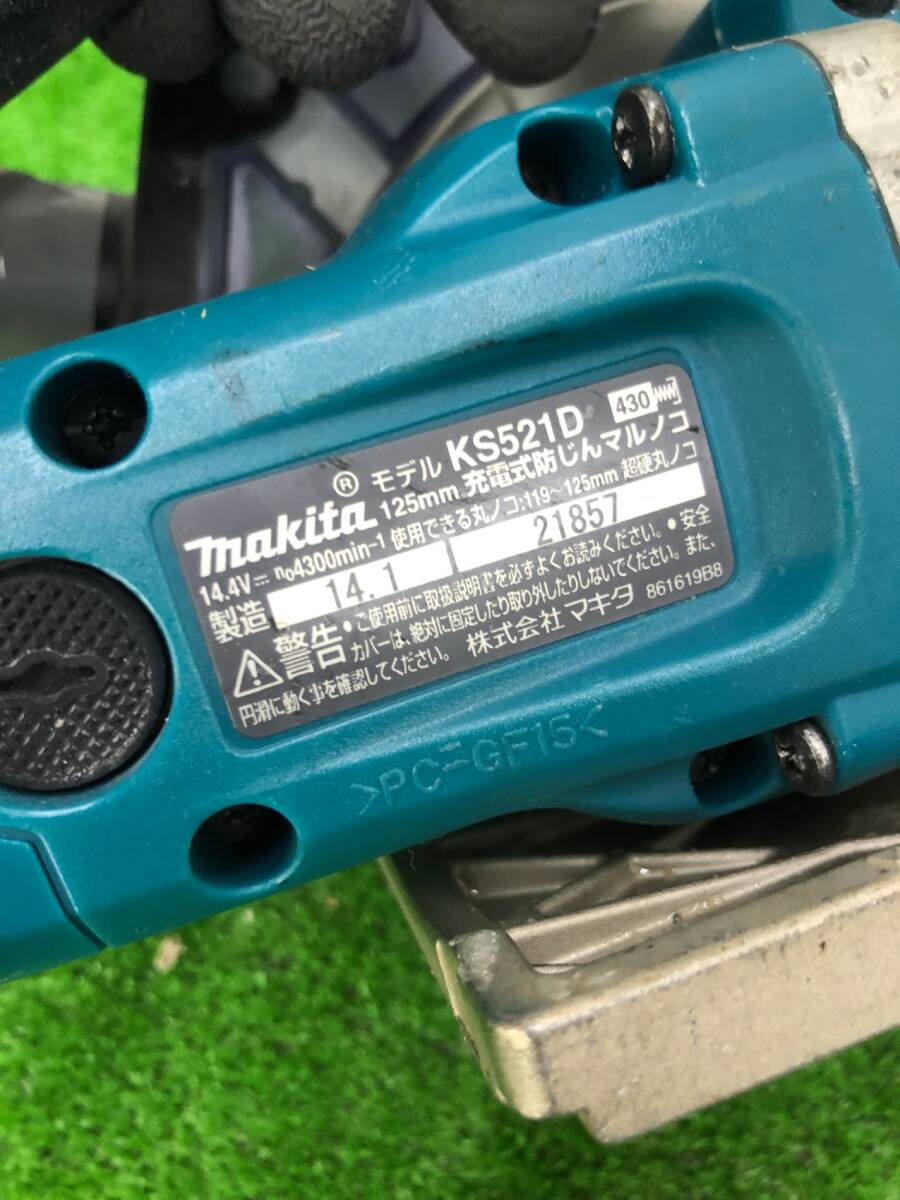 ® モデル KS521D 430
makita 125mm 充電式防じんマルノコ
14.4V n₀4300min-1 使用できる丸ノコ:119~125mm 超硬丸ノコ
製造 14.1 21857
警告 ・ご使用前に取扱説明書を必ずよくお読みください。・安全
カバーは、絶対に固定したり取り外したりしないでください。また、
円滑に動く事を確認してください。 株式会社マキタ 861619B8
>PC-GF15<